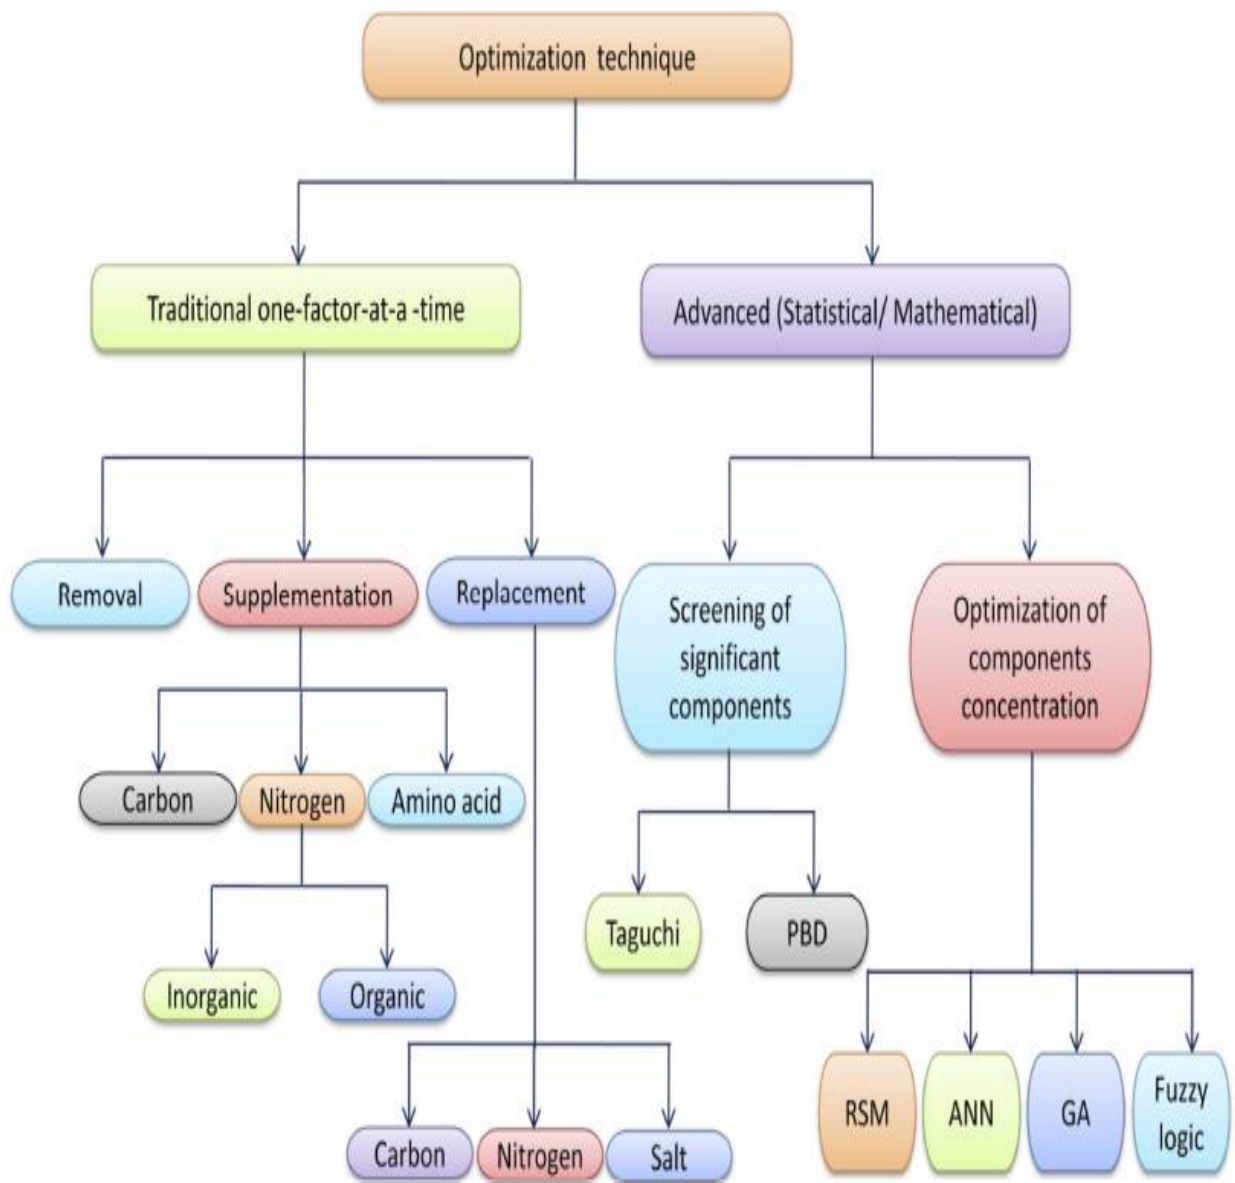 Optimization technique
Traditional one-factor-at-a -time
Advanced (Statistical/ Mathematical)
Removal
Supplementation
Replacement
Screening of
significant
components
Optimization of
components
concentration
Carbon
Nitrogen
Amino acid
Taguchi
PBD
Inorganic
Organic
RSM
ANN
GA
Fuzzy
logic
Carbon
Nitrogen
Salt